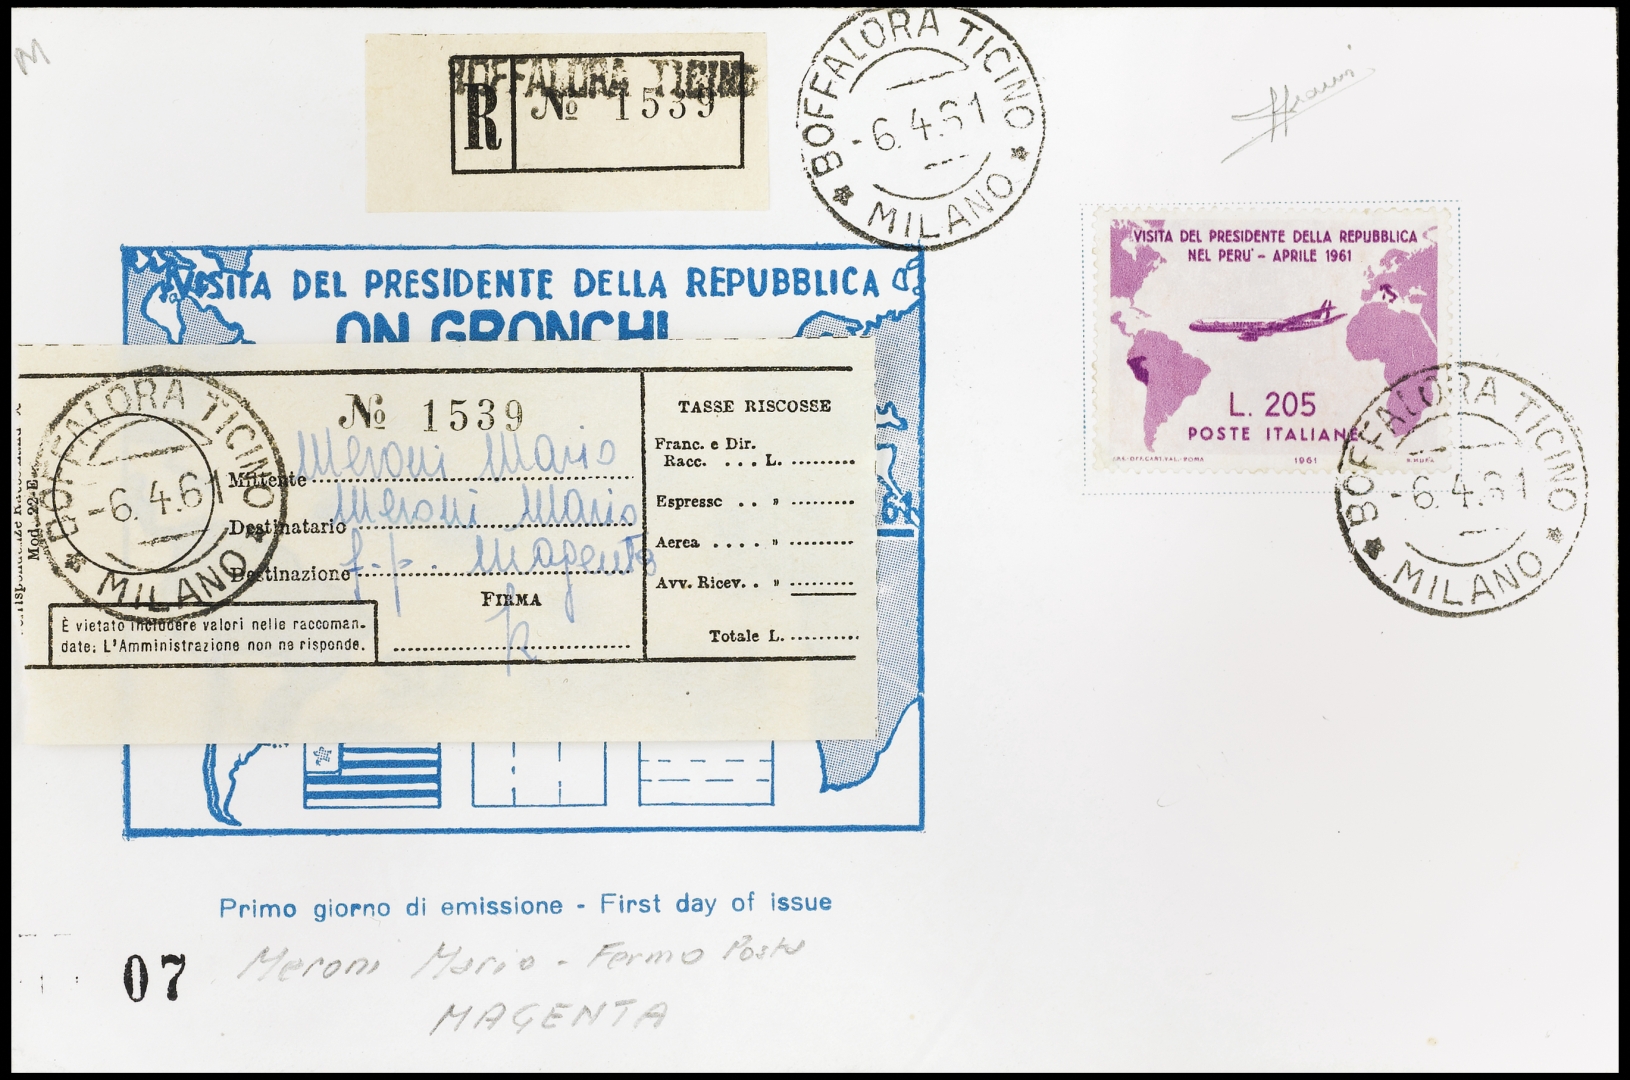 M
BOFFALORA TICINO
R № 1539
BOFFALORA TICINO
-6.4.61
MILANO
VISITA DEL PRESIDENTE DELLA REPUBBLICA
NEL PERU' - APRILE 1961
L. 205
POSTE ITALIANE
1961
BOFFALORA TICINO
-6.4.61
MILANO
VISITA DEL PRESIDENTE DELLA REPUBBLICA
ON GRONCHI
61
BOFFALORA TICINO
-6.4.61
MILANO
Mod. 22-E
№ 1539
Mittente Meroni Mario
Destinatario Meroni Mario
Destinazione f.p. Magenta
FIRMA
È vietato includere valori nelle raccoman-
date; L'Amministrazione non ne risponde.
TASSE RISCOSSE
Franc. e Dir.
Racc. . . . L. ..........
Espresso . . » ..........
Aerea . . . . » ..........
Avv. Ricev. . . » ..........
Totale L. ..........
Primo giorno di emissione - First day of issue
07
Meroni Mario - Fermo Posta
MAGENTA